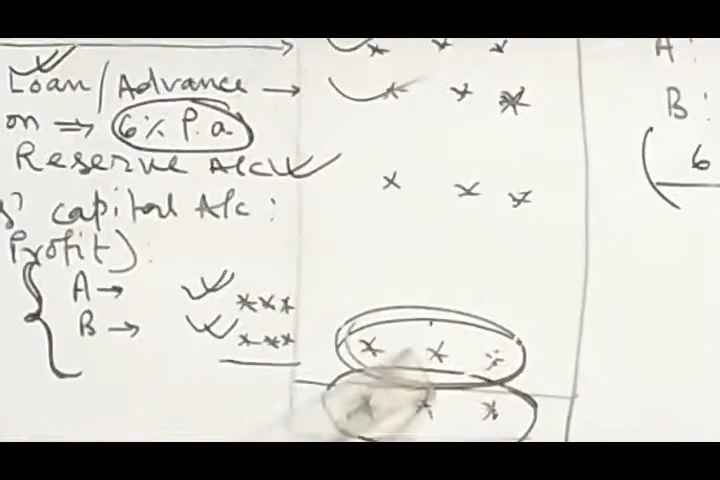 * * *
Loan/Advance → * * *
on ⇒ 6% P.a
Reserve A/c
* * *
s' capital A/c :
Profit) :
A → ***
B → ***
* * *
* * *
A :
B :
( 6